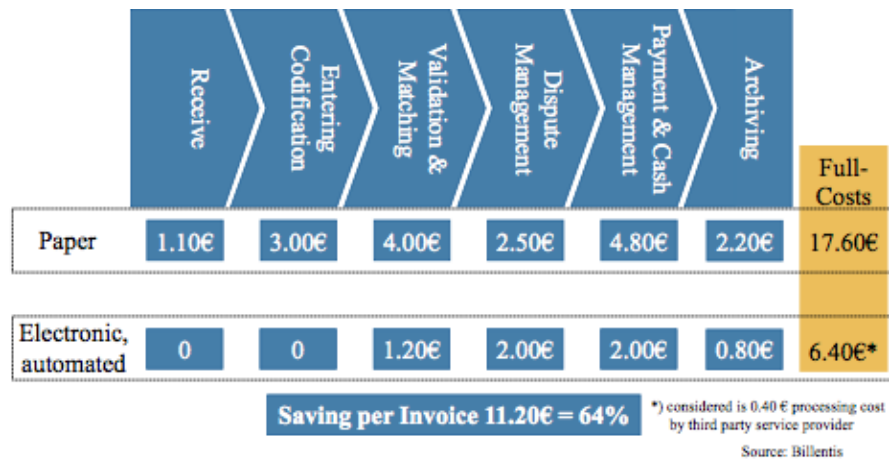 Receive
Entering
Codification
Validation &
Matching
Dispute
Management
Payment & Cash
Management
Archiving
Full-
Costs
Paper
1.10€
3.00€
4.00€
2.50€
4.80€
2.20€
17.60€
Electronic,
automated
0
0
1.20€
2.00€
2.00€
0.80€
6.40€*
Saving per Invoice 11.20€ = 64%
*) considered is 0.40 € processing cost
by third party service provider
Source: Billentis